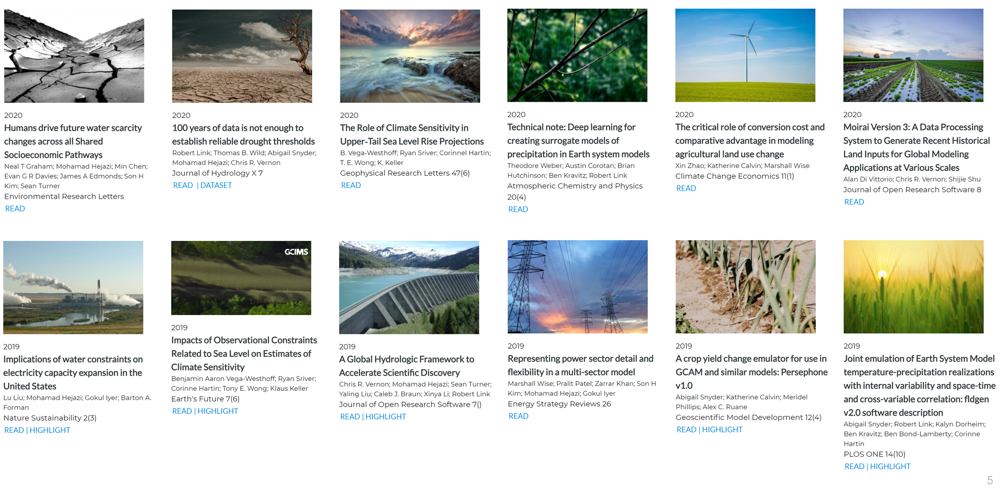 2020
Humans drive future water scarcity
changes across all Shared
Socioeconomic Pathways
Neal T Graham; Mohamad Hejazi; Min Chen;
Evan G R Davies; James A Edmonds; Son H
Kim; Sean Turner
Environmental Research Letters
READ
2020
100 years of data is not enough to
establish reliable drought thresholds
Robert Link; Thomas B. Wild; Abigail Snyder;
Mohamad Hejazi; Chris R. Vernon
Journal of Hydrology X 7
READ | DATASET
2020
The Role of Climate Sensitivity in
Upper-Tail Sea Level Rise Projections
B. Vega-Westhoff; Ryan Sriver; Corinnel Hartin;
T. E. Wong; K. Keller
Geophysical Research Letters 47(6)
READ
2020
Technical note: Deep learning for
creating surrogate models of
precipitation in Earth system models
Theodore Weber; Austin Corotan; Brian
Hutchinson; Ben Kravitz; Robert Link
Atmospheric Chemistry and Physics
20(4)
READ
2020
The critical role of conversion cost and
comparative advantage in modeling
agricultural land use change
Xin Zhao; Katherine Calvin; Marshall Wise
Climate Change Economics 11(1)
READ
2020
Moirai Version 3: A Data Processing
System to Generate Recent Historical
Land Inputs for Global Modeling
Applications at Various Scales
Alan Di Vittorio; Chris R. Vernon; Shijie Shu
Journal of Open Research Software 8
READ
2019
Implications of water constraints on
electricity capacity expansion in the
United States
Lu Liu; Mohamad Hejazi; Gokul Iyer; Barton A.
Forman
Nature Sustainability 2(3)
READ | HIGHLIGHT
GCIMS
2019
Impacts of Observational Constraints
Related to Sea Level on Estimates of
Climate Sensitivity
Benjamin Aaron Vega-Westhoff; Ryan Sriver;
Corinne Hartin; Tony E. Wong; Klaus Keller
Earth's Future 7(6)
READ | HIGHLIGHT
2019
A Global Hydrologic Framework to
Accelerate Scientific Discovery
Chris R. Vernon; Mohamad Hejazi; Sean Turner;
Yaling Liu; Caleb J. Braun; Xinya Li; Robert Link
Journal of Open Research Software 7()
READ | HIGHLIGHT
2019
Representing power sector detail and
flexibility in a multi-sector model
Marshall Wise; Pralit Patel; Zarrar Khan; Son H
Kim; Mohamad Hejazi; Gokul Iyer
Energy Strategy Reviews 26
READ
2019
A crop yield change emulator for use in
GCAM and similar models: Persephone
v1.0
Abigail Snyder; Katherine Calvin; Meridel
Phillips; Alex C. Ruane
Geoscientific Model Development 12(4)
READ | HIGHLIGHT
2019
Joint emulation of Earth System Model
temperature-precipitation realizations
with internal variability and space-time
and cross-variable correlation: fldgen
v2.0 software description
Abigail Snyder; Robert Link; Kalyn Dorheim;
Ben Kravitz; Ben Bond-Lamberty; Corinne
Hartin
PLOS ONE 14(10)
READ | HIGHLIGHT
5